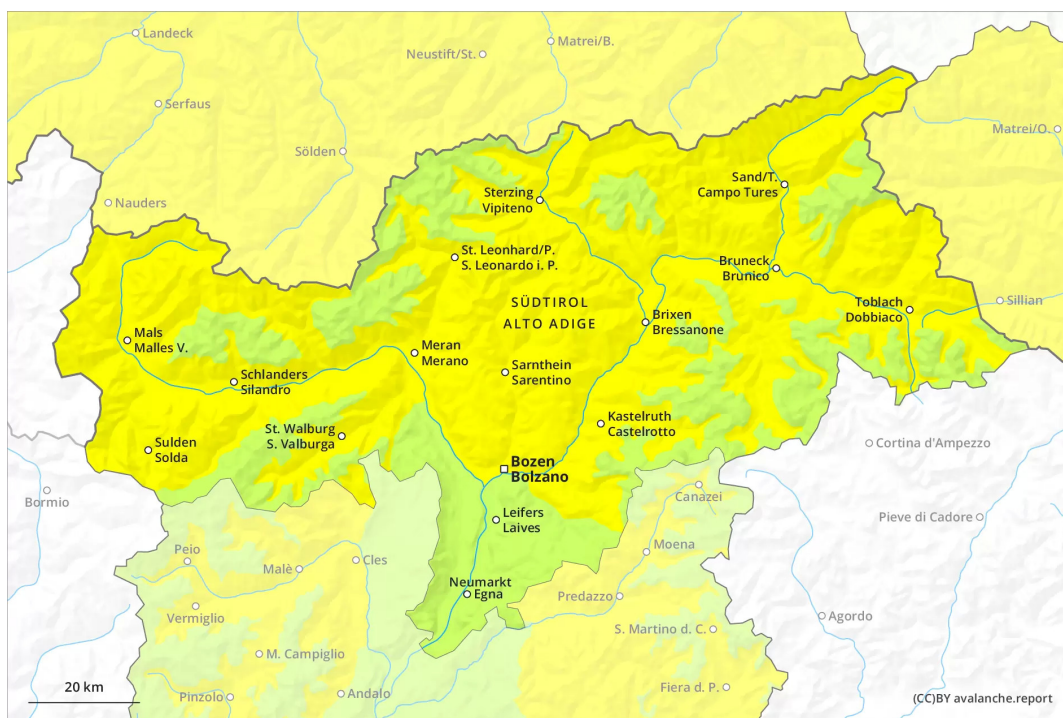 Landeck
Matrei/B.
Neustift/St.
Serfaus
Matrei/O.
Sölden
Sand/T.
Campo Tures
Sterzing
Vipiteno
Nauders
St. Leonhard/P.
S. Leonardo i. P.
Bruneck
Brunico
SÜDTIROL
ALTO ADIGE
Toblach
Dobbiaco
Sillian
Brixen
Bressanone
Mals
Malles V.
Meran
Merano
Sarnthein
Sarentino
Schlanders
Silandro
St. Walburg
S. Valburga
Kastelruth
Castelrotto
Sulden
Solda
Cortina d'Ampezzo
Bozen
Bolzano
Bormio
Canazei
Leifers
Laives
Pieve di Cadore
Peio
Cles
Moena
Malè
Neumarkt
Egna
Predazzo
Vermiglio
Agordo
S. Martino d. C.
M. Campiglio
20 km
Pinzolo
Andalo
Fiera d. P.
(CC)BY avalanche.report